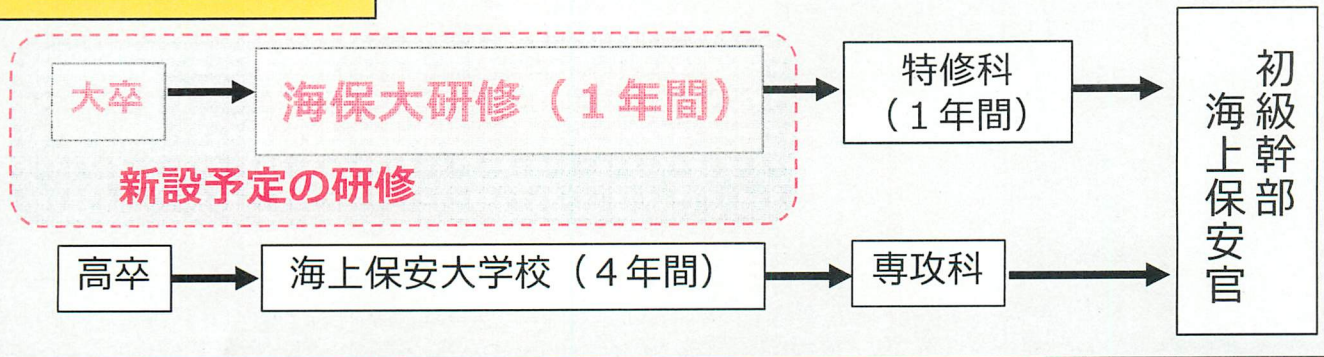 大卒
海保大研修（１年間）
特修科
（１年間）
新設予定の研修
高卒
海上保安大学校（４年間）
専攻科
初級幹部
海上保安官